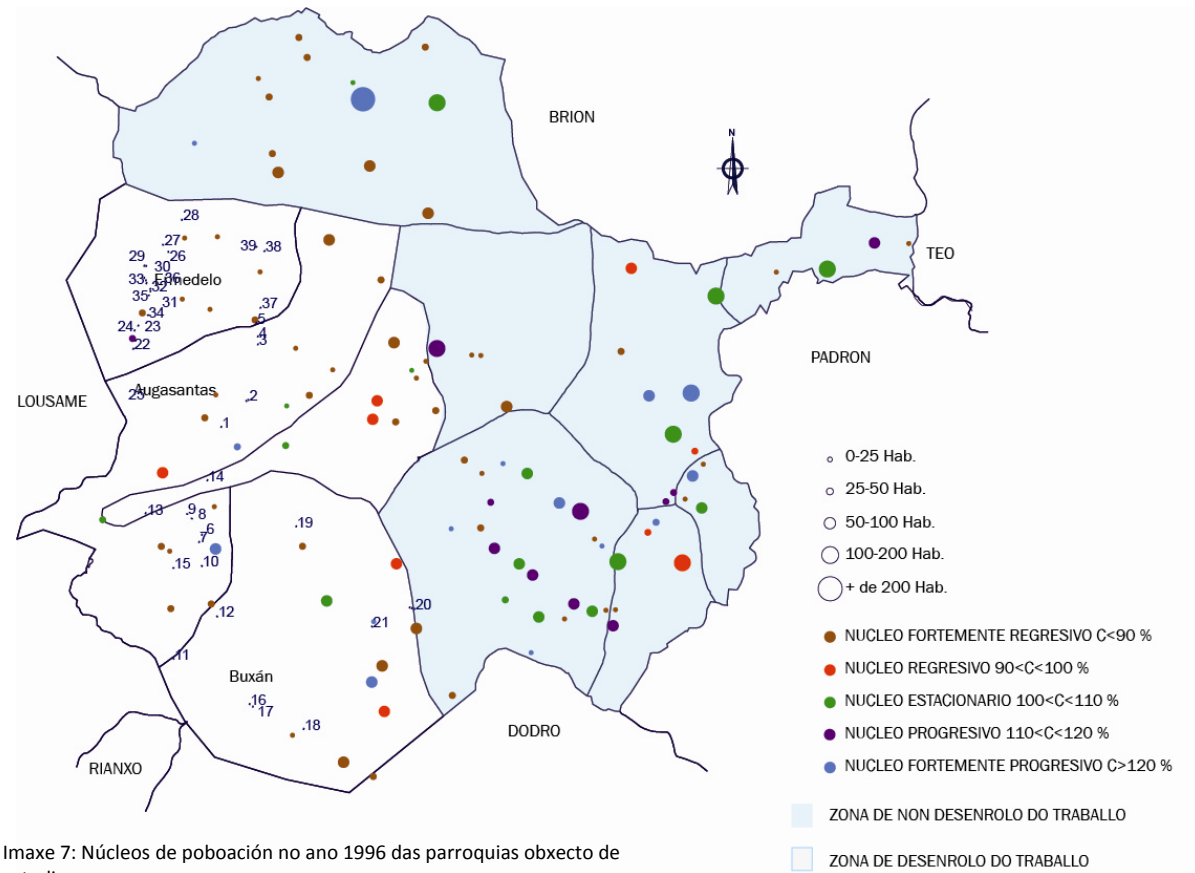 BRION
N
TEO
PADRON
LOUSAME
DODRO
RIANXO
.28
.27
39 .38
29 .26
30
33 36
Ermedelo
.32
35
31
.37
.34
5
24. 23
4
.22
.3
Augasantas
25
.2
.1
.14
.13
.9
8
.19
6
.7
.15
.10
.20
.12
.21
.11
Buxán
.16
.17
.18
0-25 Hab.
25-50 Hab.
50-100 Hab.
100-200 Hab.
+ de 200 Hab.
NUCLEO FORTEMENTE REGRESIVO C<90 %
NUCLEO REGRESIVO 90<C<100 %
NUCLEO ESTACIONARIO 100<C<110 %
NUCLEO PROGRESIVO 110<C<120 %
NUCLEO FORTEMENTE PROGRESIVO C>120 %
ZONA DE NON DESENROLO DO TRABALLO
ZONA DE DESENROLO DO TRABALLO
Imaxe 7: Núcleos de poboación no ano 1996 das parroquias obxecto de